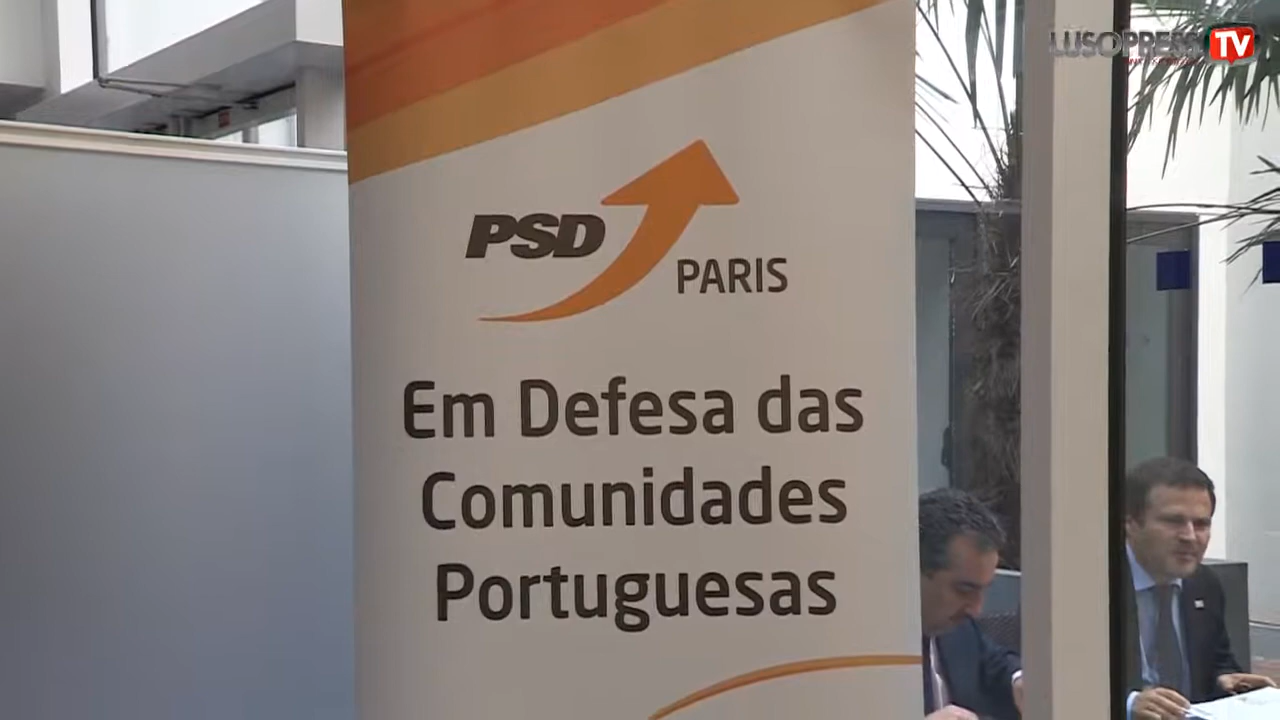 LUSOPRESS TV
PSD
PARIS
Em Defesa das
Comunidades
Portuguesas